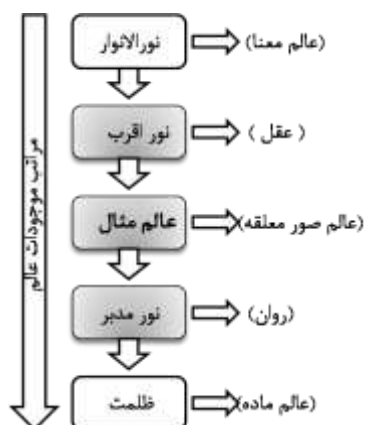 نورالانوار
(عالم معنا)
نور اقرب
(عقل )
عالم مثال
(عالم صور معلقه)
نور مدبر
(روان)
ظلمت
(عالم ماده)
مراتب موجودات عالم